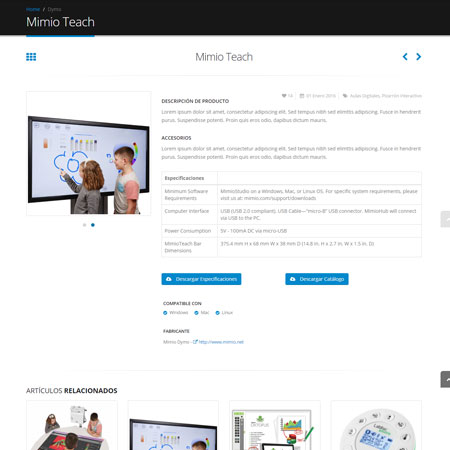 Home / Dymo
Mimio Teach
Mimio Teach
14 31 Enero 2016 Aulas Digitales, Pizarrón Interactivo
DESCRIPCIÓN DE PRODUCTO
Lorem ipsum dolor sit amet, consectetur adipiscing elit. Sed tempus nibh sed elimttis adipiscing. Fusce in hendrerit
purus. Suspendisse potenti. Proin quis eros odio, dapibus dictum mauris.
ACCESORIOS
Lorem ipsum dolor sit amet, consectetur adipiscing elit. Sed tempus nibh sed elimttis adipiscing. Fusce in hendrerit
purus. Suspendisse potenti. Proin quis eros odio, dapibus dictum mauris.
Especificaciones
Minimum Software MimioStudio on a Windows, Mac, or Linux OS. For specific system requirements, please
Requirements visit us at: mimio.com/support/downloads
Computer Interface USB (USB 2.0 compliant), USB Cable—"micro-B" USB connector. MimioHub will connect
via USB to the PC.
Power Consumption 5V - 100mA DC via micro-USB
MimioTeach Bar 375.4 mm H x 68 mm W x 38 mm D (14.8 in. H x 2.7 in. W x 1.5 in. D)
Dimensions
Descargar Especificaciones Descargar Catálogo
COMPATIBLE CON
Windows Mac Linux
FABRICANTE
Mimio Dymo - http://www.mimio.net
ARTÍCULOS RELACIONADOS